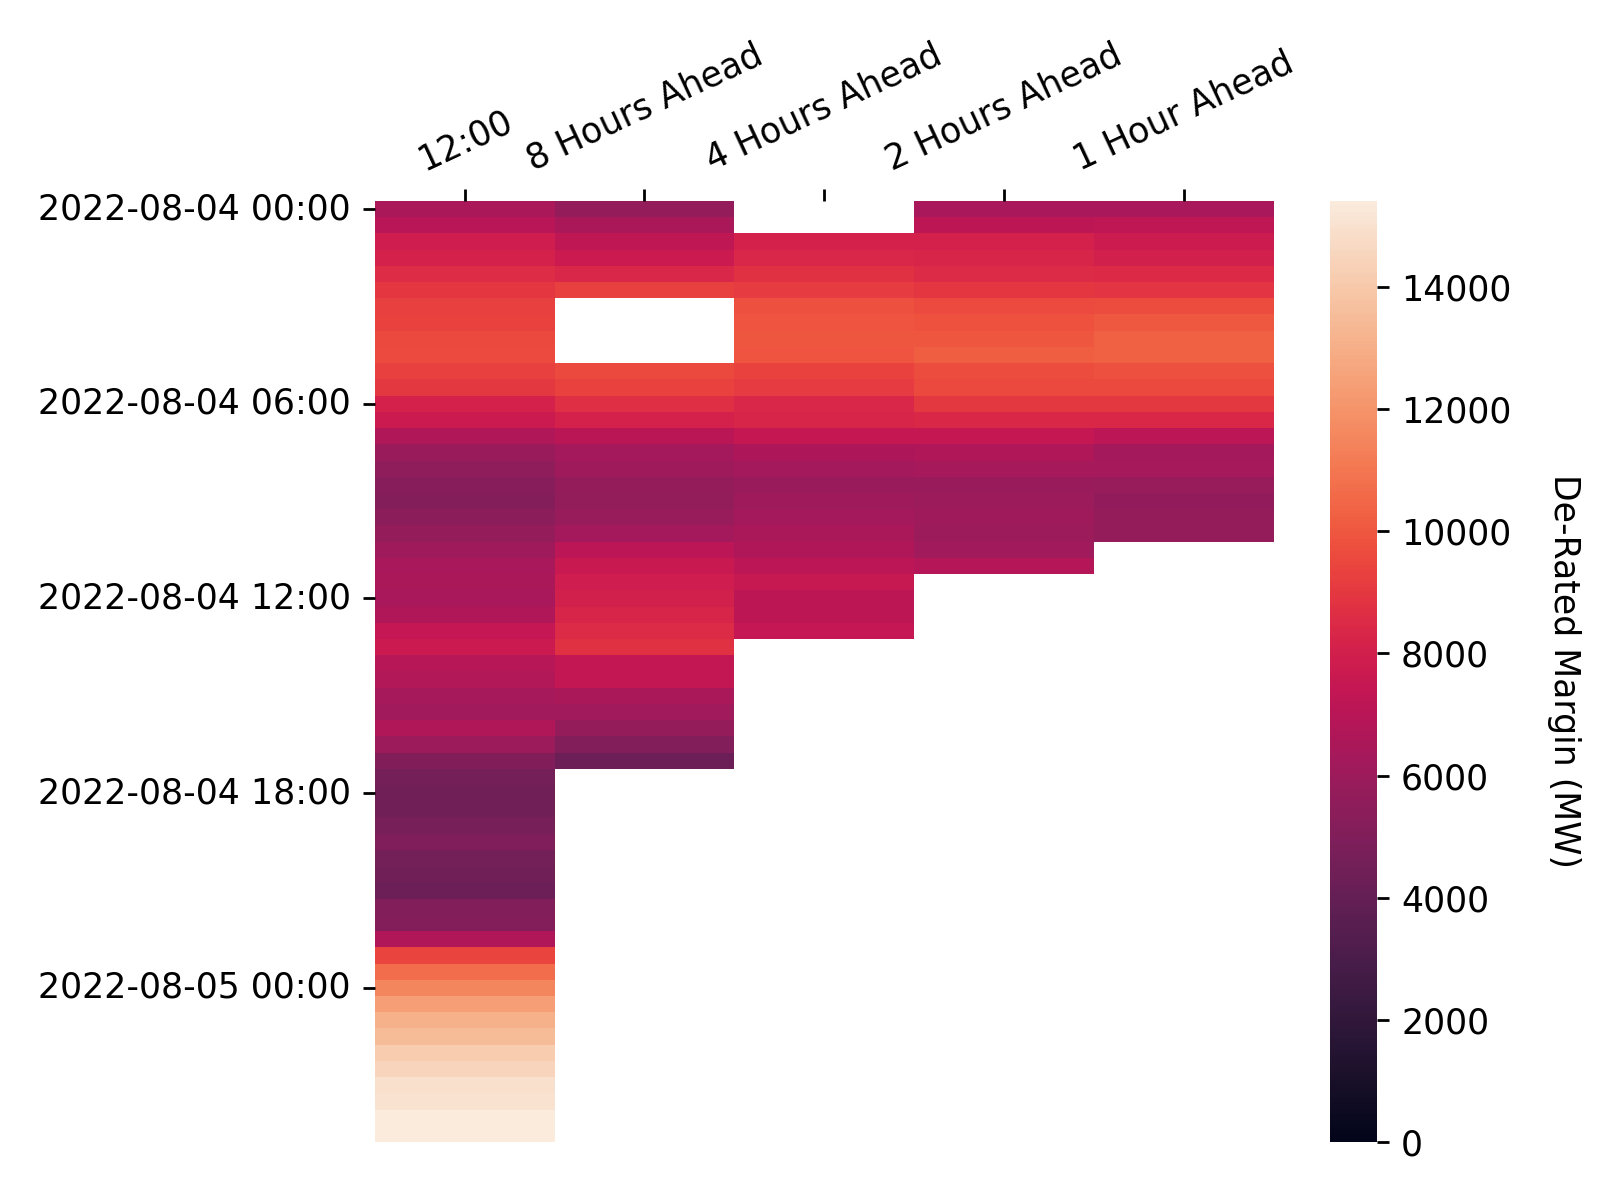 12:00
8 Hours Ahead
4 Hours Ahead
2 Hours Ahead
1 Hour Ahead
2022-08-04 00:00
2022-08-04 06:00
2022-08-04 12:00
2022-08-04 18:00
2022-08-05 00:00
14000
12000
10000
8000
6000
4000
2000
0
De-Rated Margin (MW)